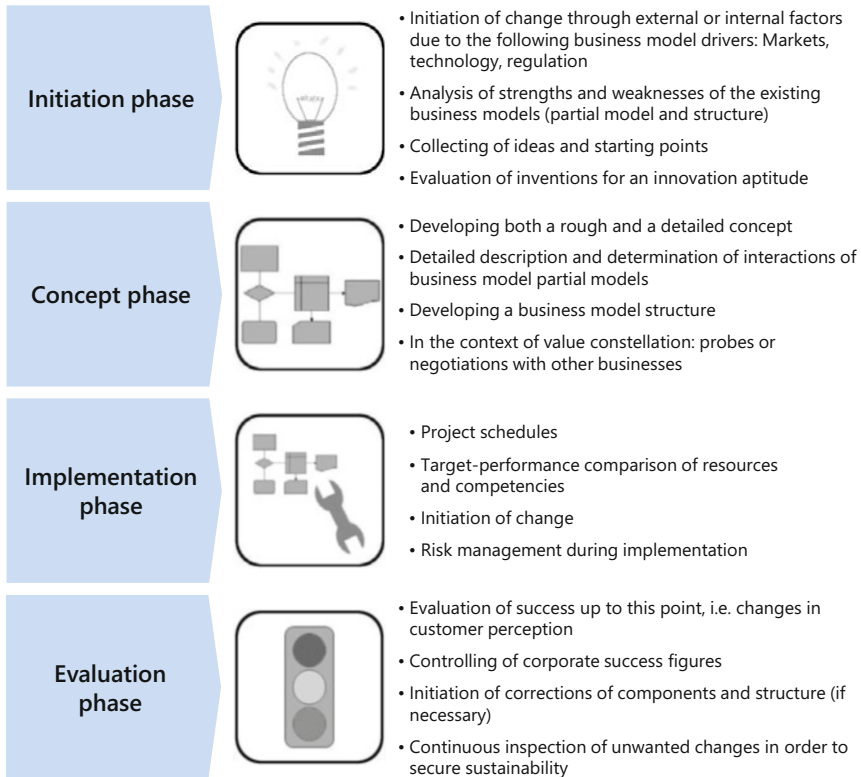 Initiation phase
• Initiation of change through external or internal factors
due to the following business model drivers: Markets,
technology, regulation
• Analysis of strengths and weaknesses of the existing
business models (partial model and structure)
• Collecting of ideas and starting points
• Evaluation of inventions for an innovation aptitude
Concept phase
• Developing both a rough and a detailed concept
• Detailed description and determination of interactions of
business model partial models
• Developing a business model structure
• In the context of value constellation: probes or
negotiations with other businesses
Implementation
phase
• Project schedules
• Target-performance comparison of resources
and competencies
• Initiation of change
• Risk management during implementation
Evaluation
phase
• Evaluation of success up to this point, i.e. changes in
customer perception
• Controlling of corporate success figures
• Initiation of corrections of components and structure (if
necessary)
• Continuous inspection of unwanted changes in order to
secure sustainability